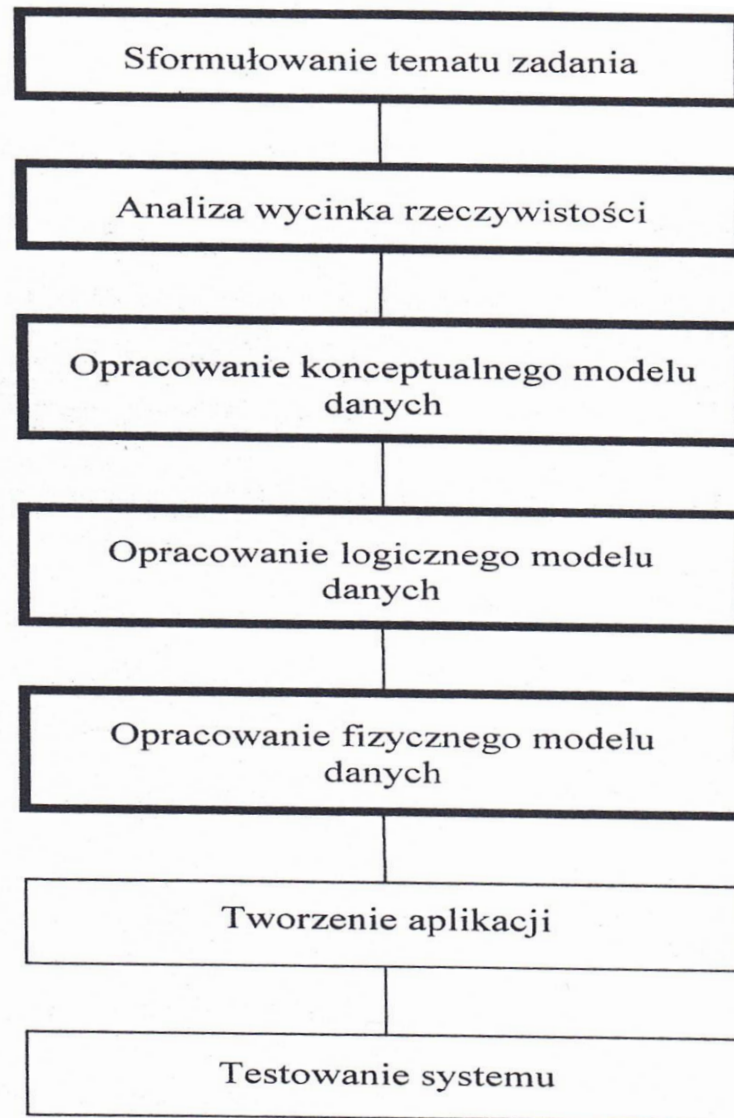 Sformułowanie tematu zadania
Analiza wycinka rzeczywistości
Opracowanie konceptualnego modelu
danych
Opracowanie logicznego modelu
danych
Opracowanie fizycznego modelu
danych
Tworzenie aplikacji
Testowanie systemu